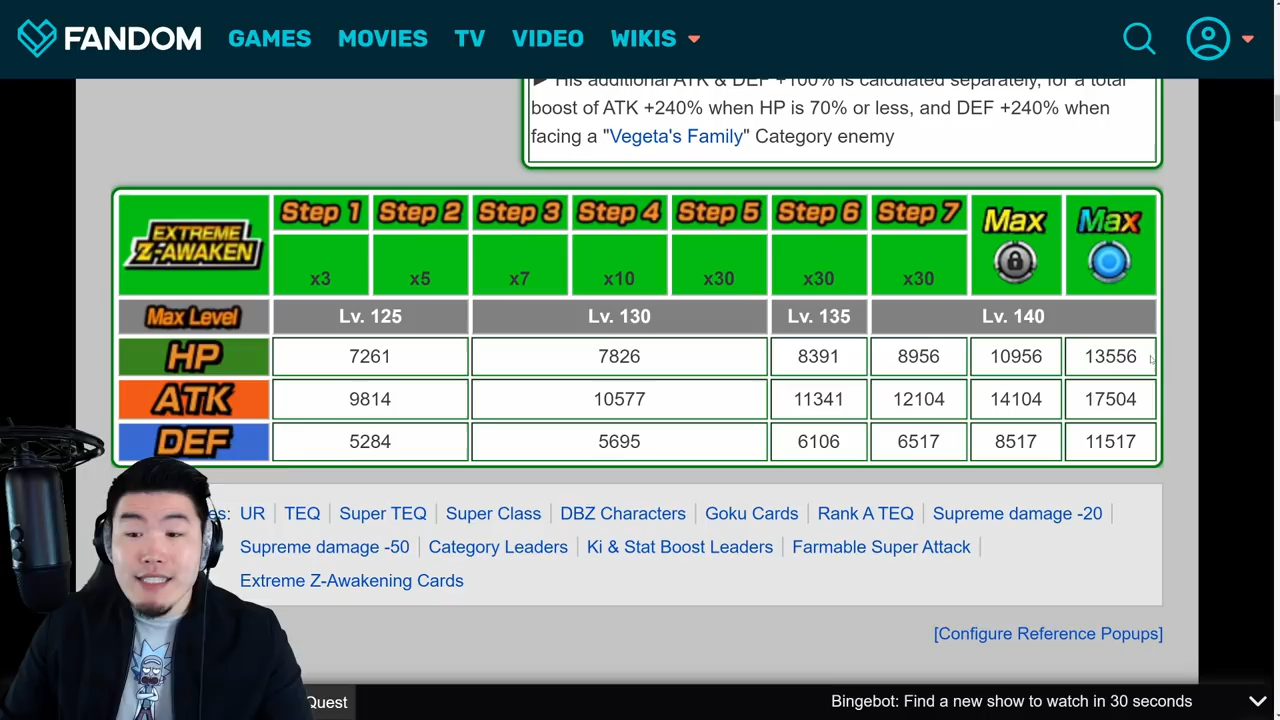 FANDOM GAMES MOVIES TV VIDEO WIKIS
His additional ATK & DEF +100% is calculated separately, for a total
boost of ATK +240% when HP is 70% or less, and DEF +240% when
facing a "Vegeta's Family" Category enemy
EXTREME Z-AWAKEN Step 1 Step 2 Step 3 Step 4 Step 5 Step 6 Step 7 Max Max
x3 x5 x7 x10 x30 x30 x30
Max Level Lv. 125 Lv. 130 Lv. 135 Lv. 140
HP 7261 7826 8391 8956 10956 13556
ATK 9814 10577 11341 12104 14104 17504
DEF 5284 5695 6106 6517 8517 11517
UR TEQ Super TEQ Super Class DBZ Characters Goku Cards Rank A TEQ Supreme damage -20
Supreme damage -50 Category Leaders Ki & Stat Boost Leaders Farmable Super Attack
Extreme Z-Awakening Cards
[Configure Reference Popups]
Quest Bingebot: Find a new show to watch in 30 seconds